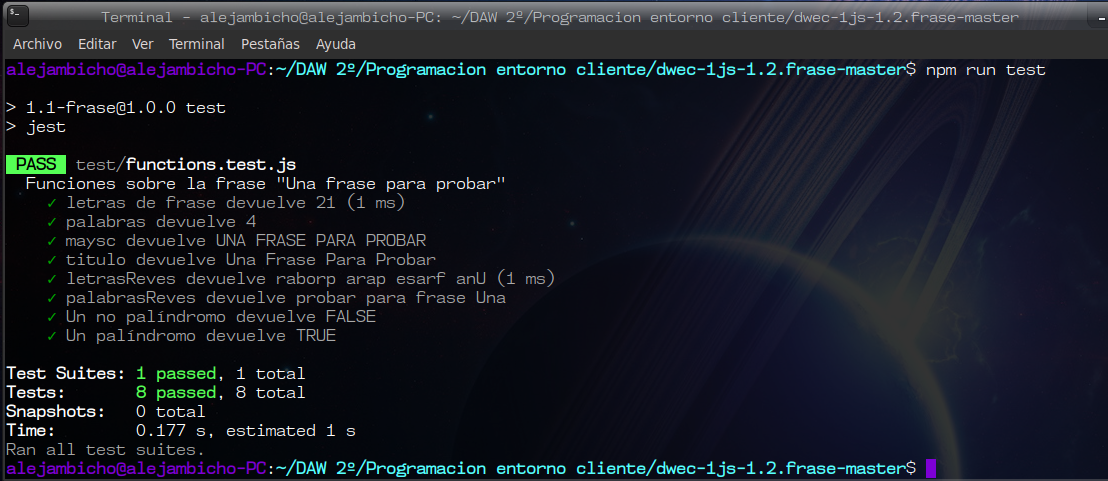 Terminal - alejambicho@alejambicho-PC: ~/DAW 2º/Programacion entorno cliente/dwec-1js-1.2.frase-master
Archivo Editar Ver Terminal Pestañas Ayuda
alejambicho@alejambicho-PC:~/DAW 2º/Programacion entorno cliente/dwec-1js-1.2.frase-master$ npm run test
> 1.1-frase@1.0.0 test
> jest
PASS test/functions.test.js
Funciones sobre la frase "Una frase para probar"
✓ letras de frase devuelve 21 (1 ms)
✓ palabras devuelve 4
✓ maysc devuelve UNA FRASE PARA PROBAR
✓ titulo devuelve Una Frase Para Probar
✓ letrasReves devuelve raborp arap esarf anU (1 ms)
✓ palabrasReves devuelve probar para frase Una
✓ Un no palíndromo devuelve FALSE
✓ Un palíndromo devuelve TRUE
Test Suites: 1 passed, 1 total
Tests: 8 passed, 8 total
Snapshots: 0 total
Time: 0.177 s, estimated 1 s
Ran all test suites.
alejambicho@alejambicho-PC:~/DAW 2º/Programacion entorno cliente/dwec-1js-1.2.frase-master$